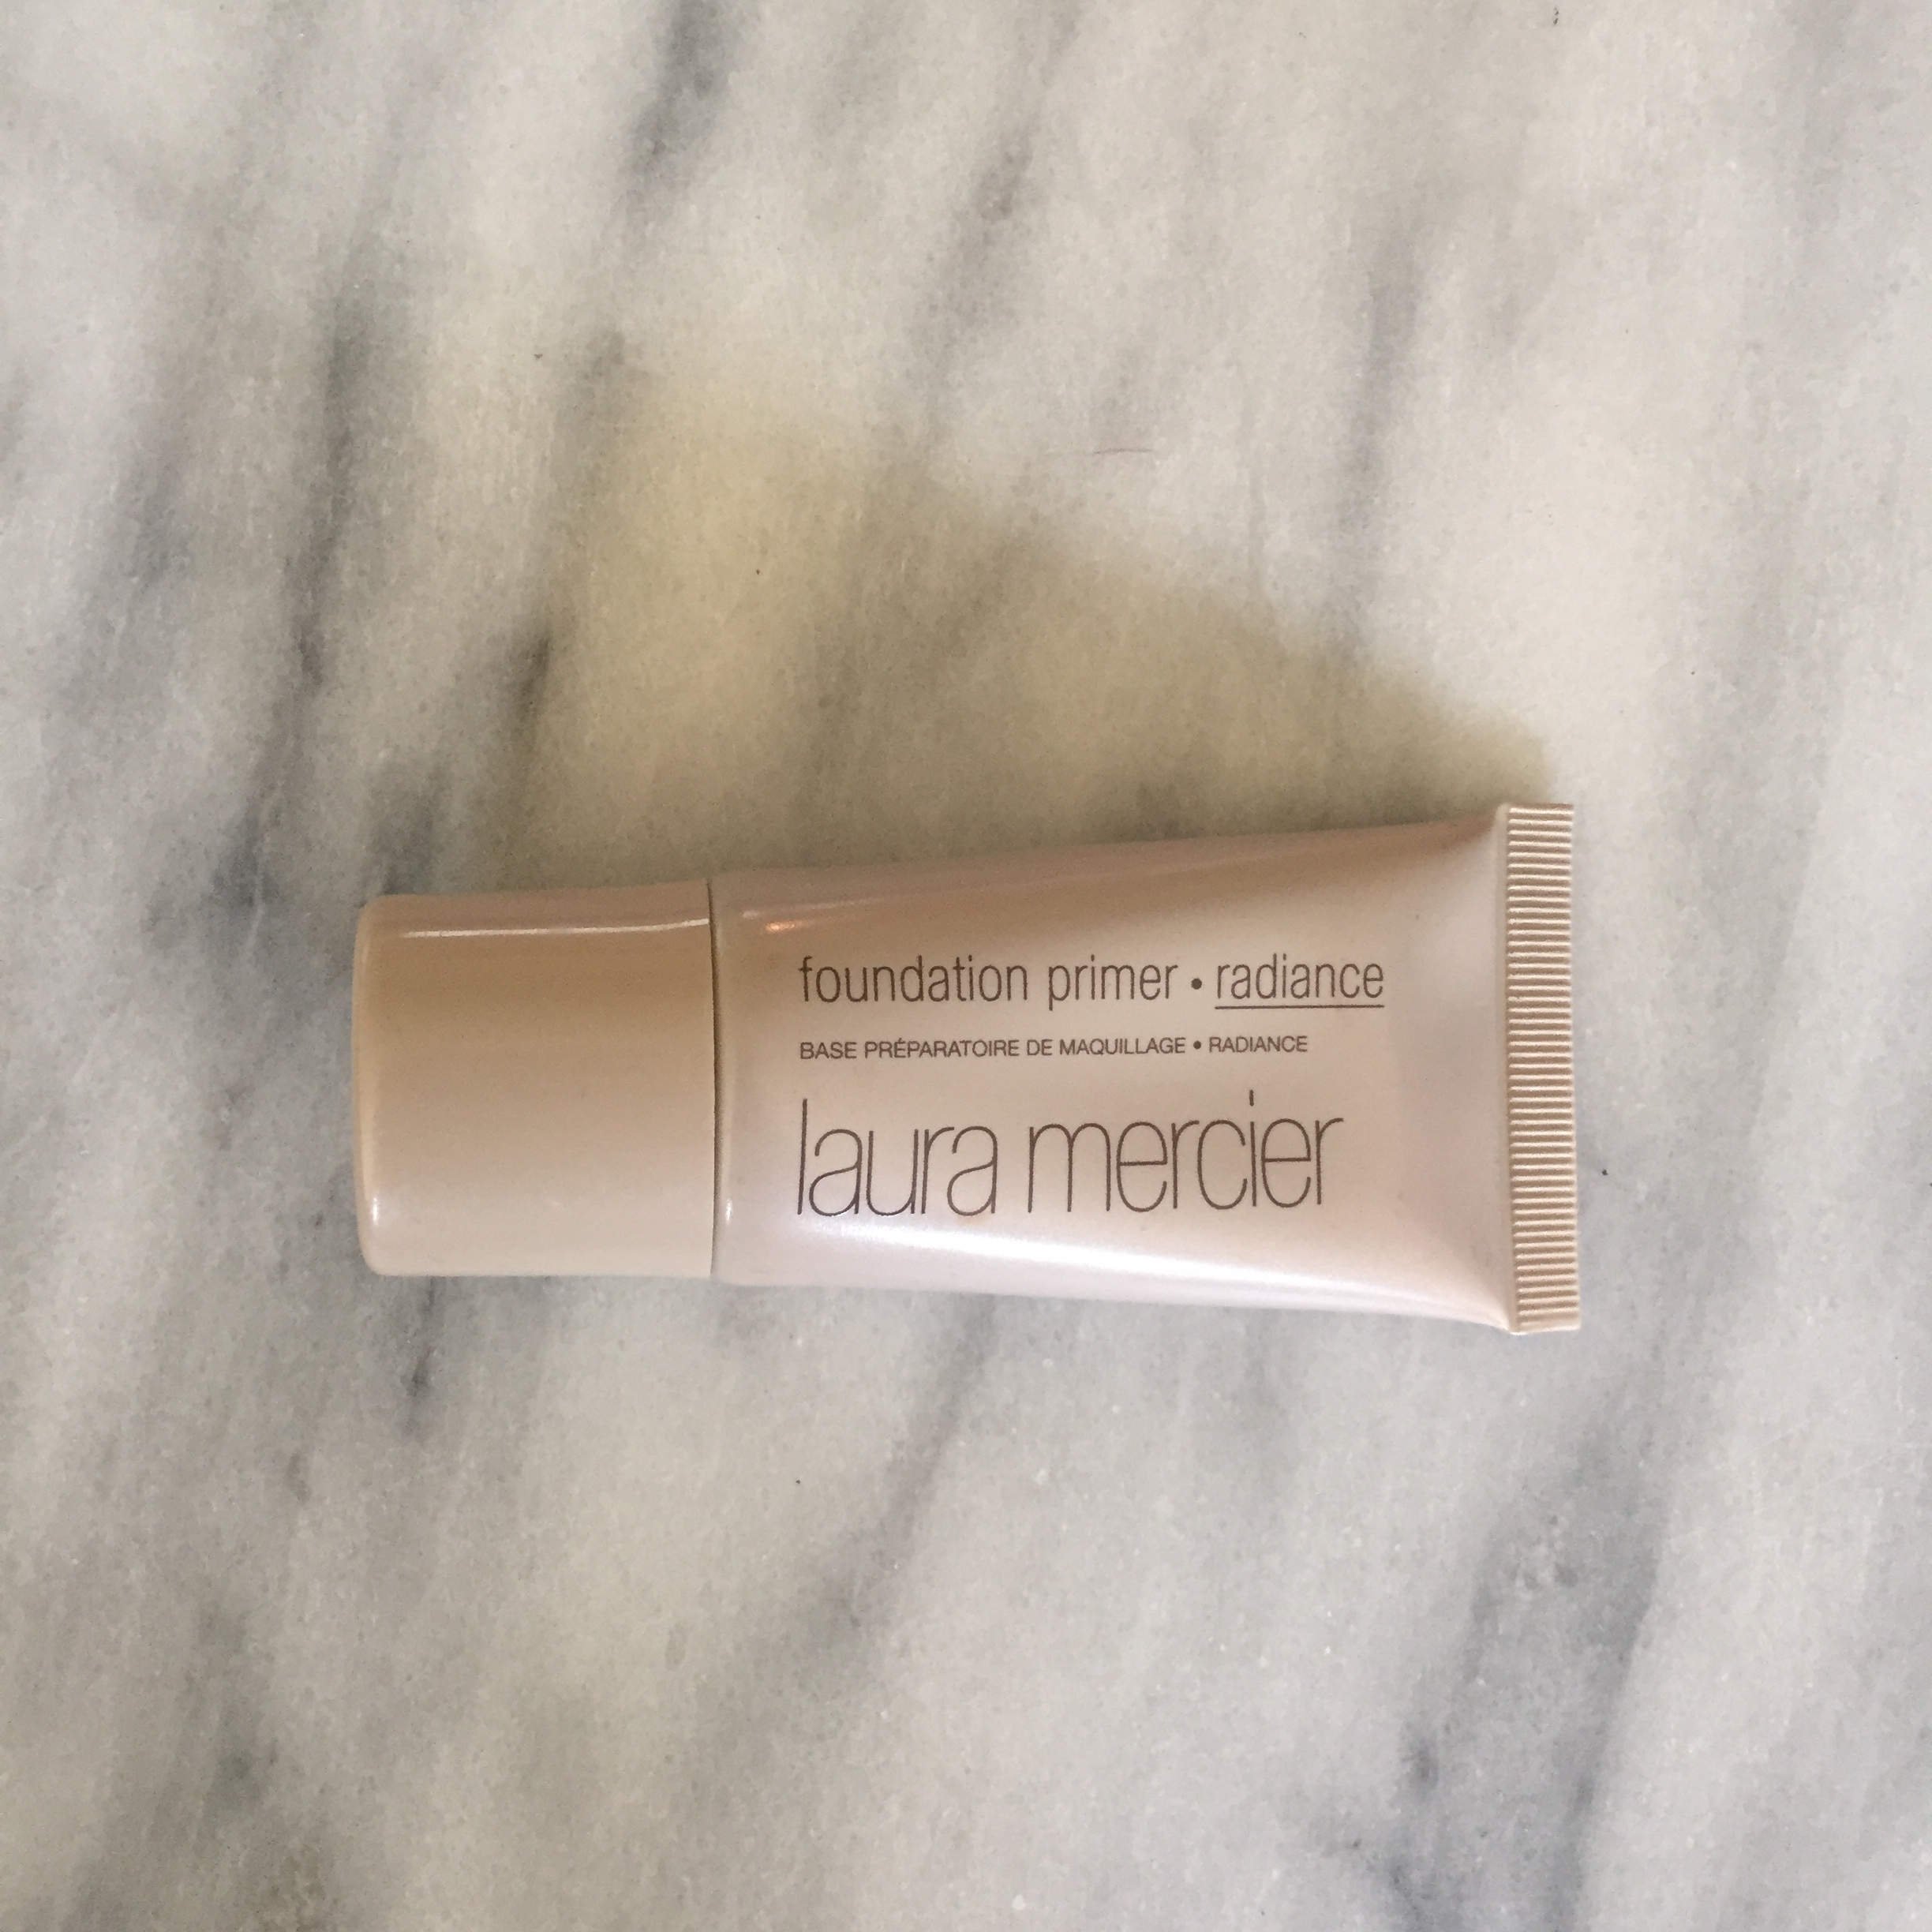 foundation primer • radiance
BASE PRÉPARATOIRE DE MAQUILLAGE • RADIANCE
laura mercier